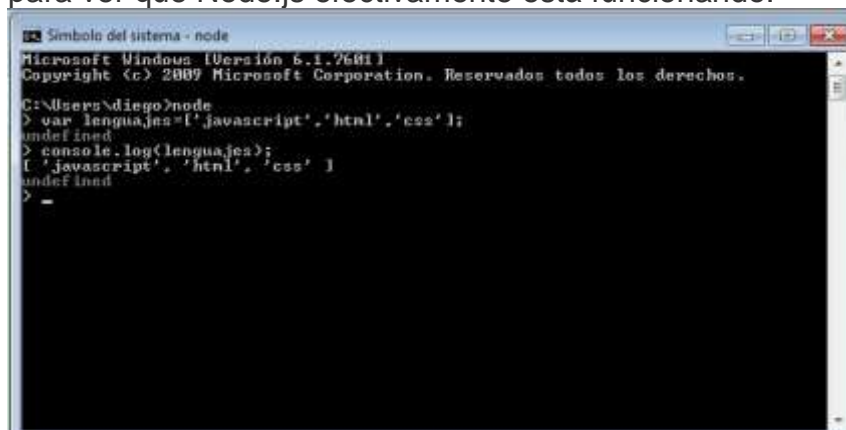 para ver que Node.js efectivamente está funcionando:
Símbolo del sistema - node
Microsoft Windows [Versión 6.1.7601]
Copyright (c) 2009 Microsoft Corporation. Reservados todos los derechos.
C:\Users\diego>node
> var lenguajes=['javascript','html','css'];
undefined
> console.log(lenguajes);
[ 'javascript', 'html', 'css' ]
undefined
> _